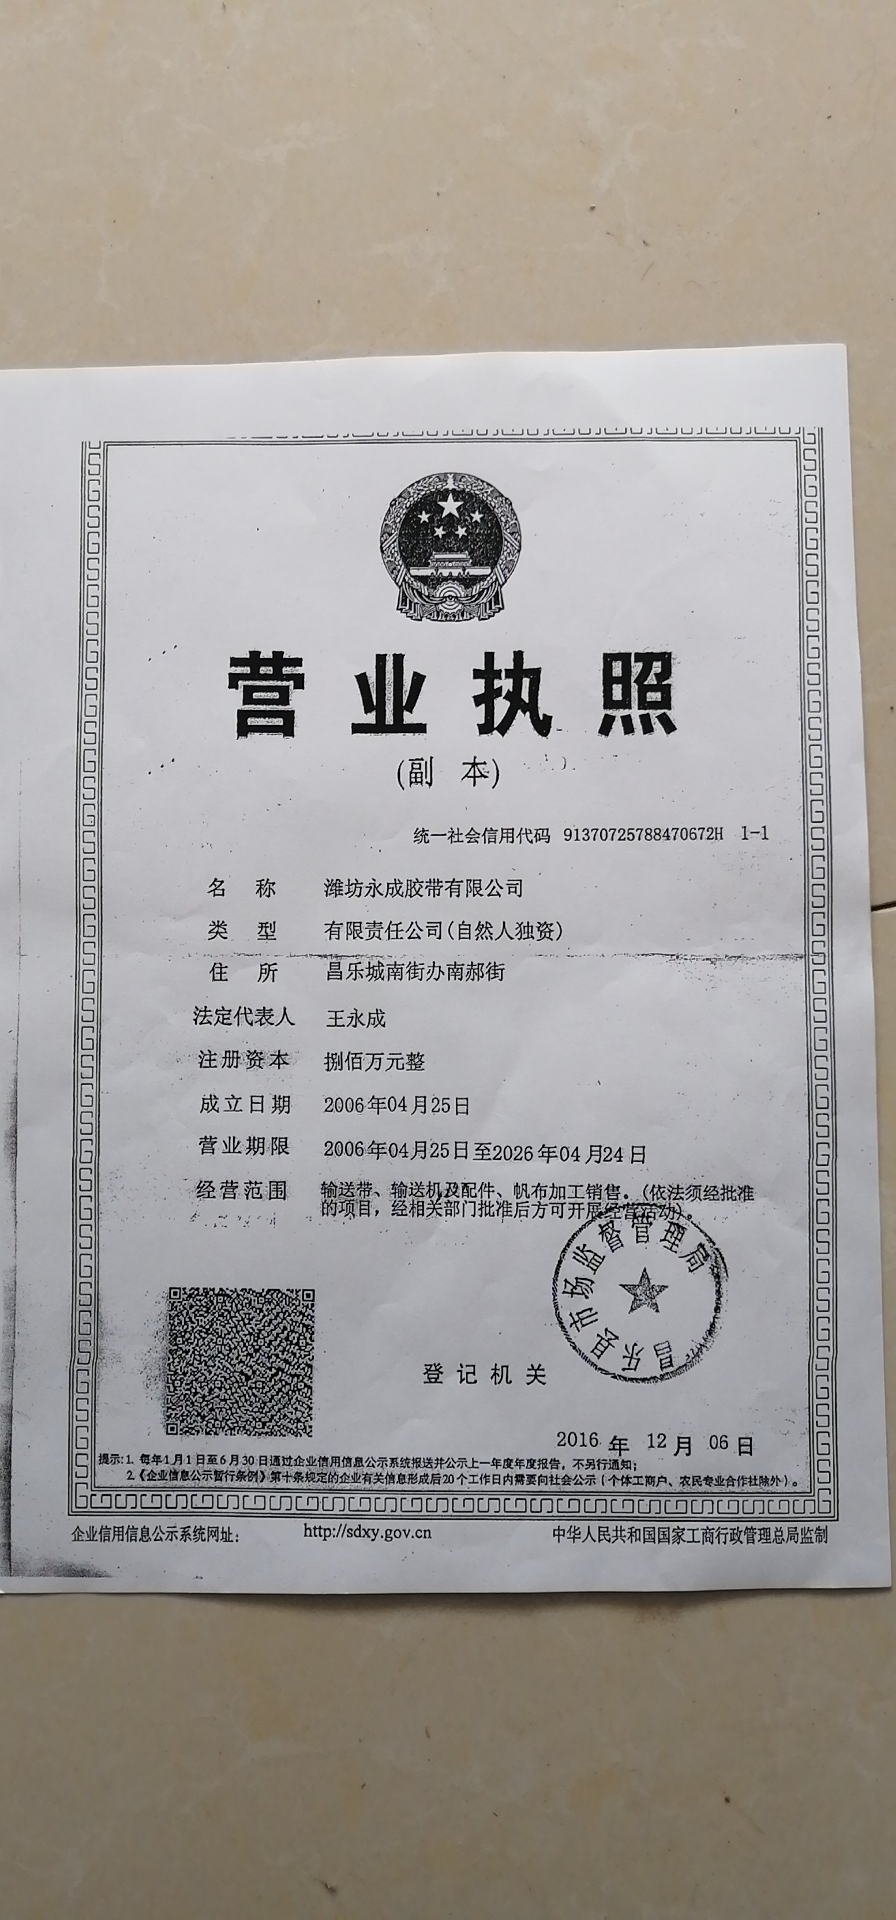 营业执照
(副 本)
统一社会信用代码 91370725788470672H 1-1
名 称 潍坊永成胶带有限公司
类 型 有限责任公司(自然人独资)
住 所 昌乐城南街办南郝街
法定代表人 王永成
注册资本 捌佰万元整
成立日期 2006年04月25日
营业期限 2006年04月25日至2026年04月24日
经营范围 输送带、输送机及配件、帆布加工销售。(依法须经批准
的项目，经相关部门批准后方可开展经营活动)。
昌乐县市场监督管理局
登记机关
2016 年 12 月 06 日
提示:1. 每年1月1日至6月30日通过企业信用信息公示系统报送并公示上一年度年度报告，不另行通知；
2.《企业信息公示暂行条例》第十条规定的企业有关信息形成后20个工作日内需要向社会公示（个体工商户、农民专业合作社除外）。
企业信用信息公示系统网址： http://sdxy.gov.cn 中华人民共和国国家工商行政管理总局监制